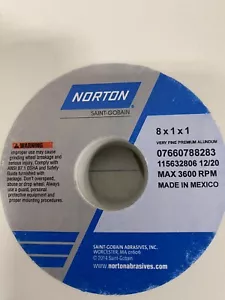 NORTON
SAINT-GOBAIN
8 x 1 x 1
VERY FINE PREMIUM ALUNDUM
07660788283
115632806 12/20
MAX 3600 RPM
MADE IN MEXICO
WARNING
Improper use may cause
grinding wheel breakage and
serious injury. Comply with
ANSI B7.1 OSHA and Safety
Guide furnished with
package. Don't overspeed,
abuse or drop wheel. Always
use a guard, personal
protective equipment and
proper mounting procedures.
SAINT-GOBAIN ABRASIVES, INC.
WORCESTER, MA 01606
© 2014 Saint-Gobain
www.nortonabrasives.com